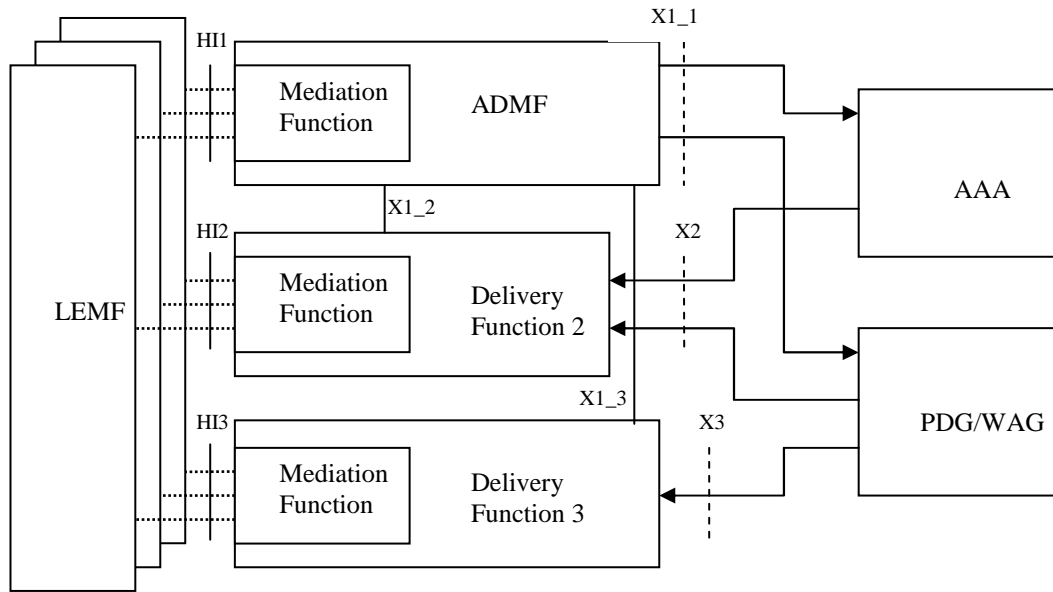 X1_1
HI1
Mediation
Function
ADMF
AAA
X1_2
HI2
X2
Mediation
Function
Delivery
Function 2
LEMF
X1_3
HI3
X3
PDG/WAG
Mediation
Function
Delivery
Function 3